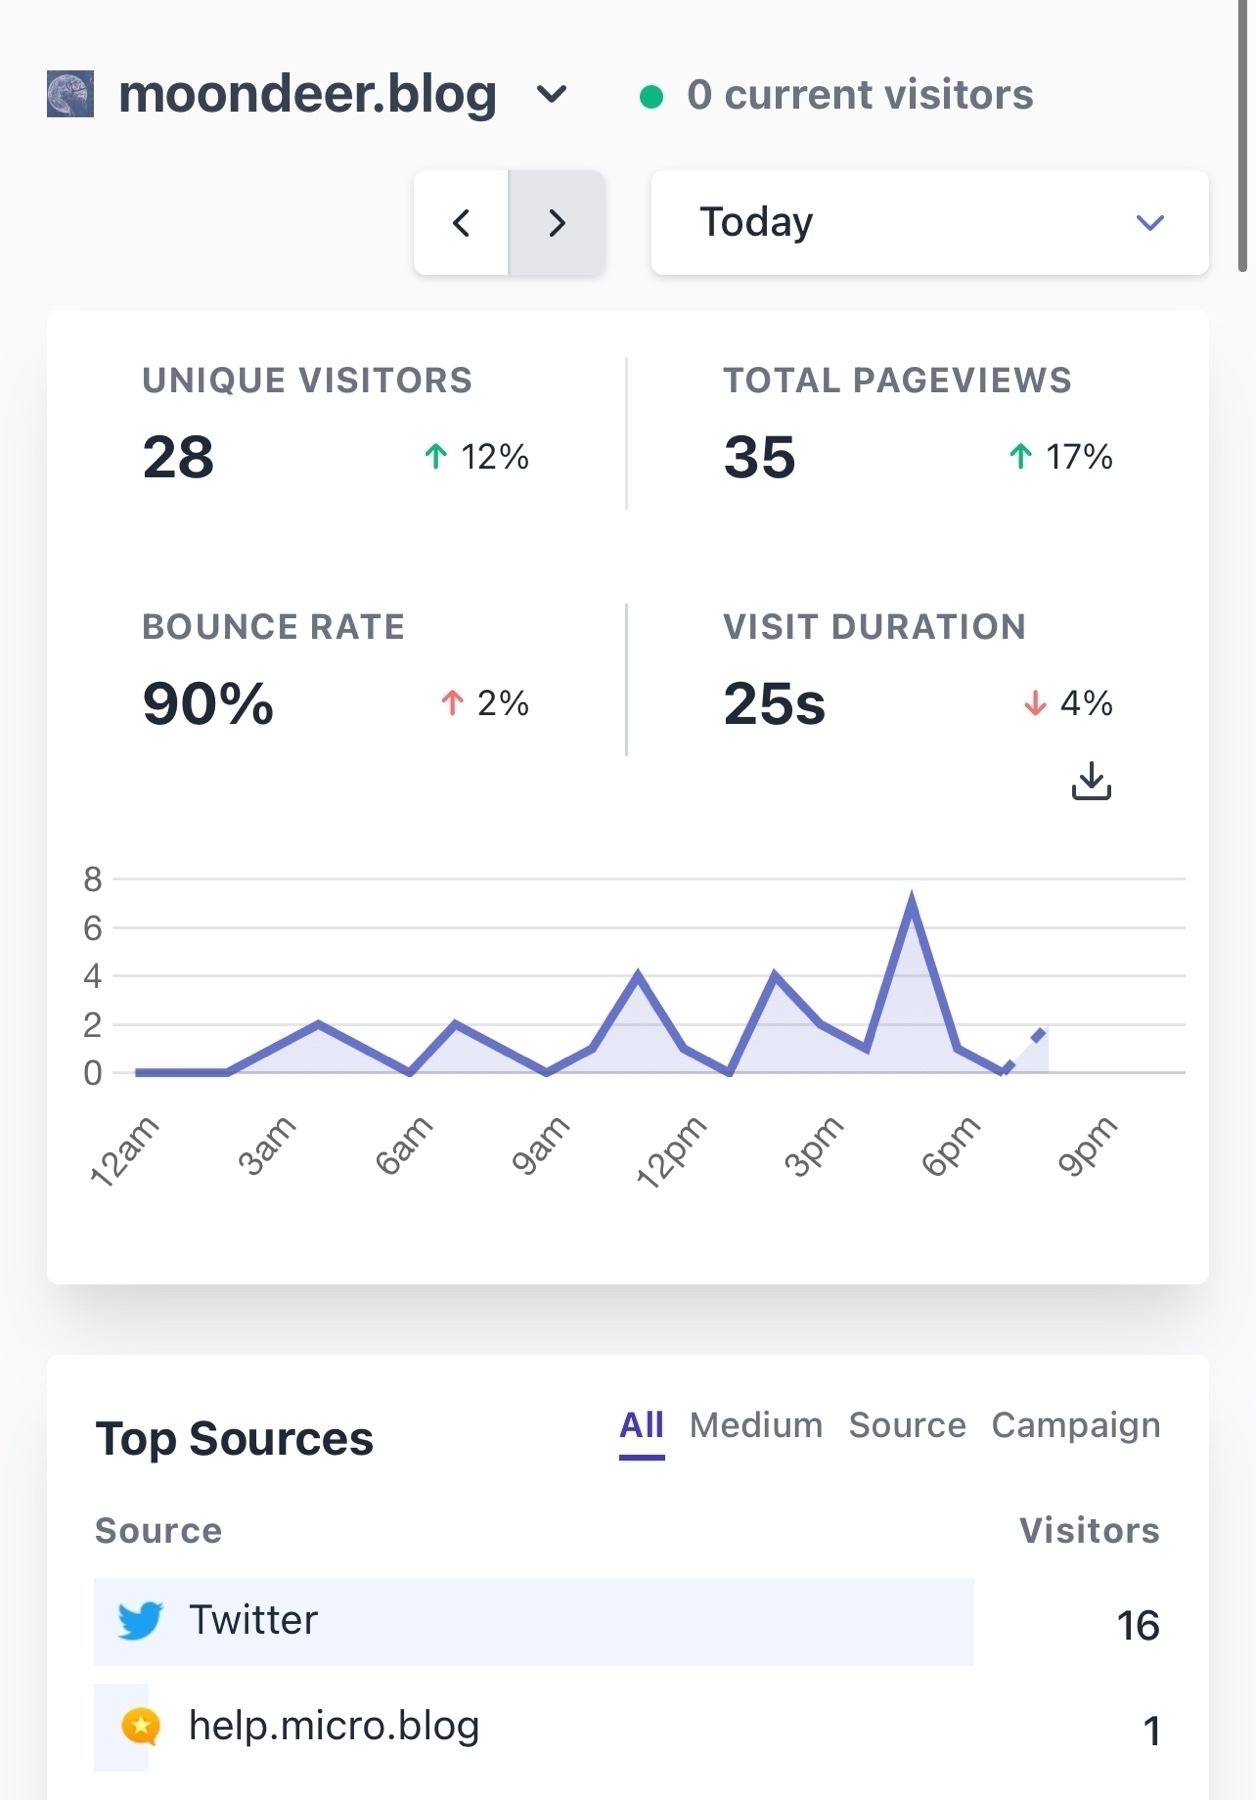 moondeer.blog
0 current visitors
Today
UNIQUE VISITORS
28
12%
TOTAL PAGEVIEWS
35
17%
BOUNCE RATE
90%
2%
VISIT DURATION
25s
4%
8
6
4
2
0
12am
3am
6am
9am
12pm
3pm
6pm
9pm
Top Sources
All Medium Source Campaign
Source Visitors
Twitter 16
help.micro.blog 1